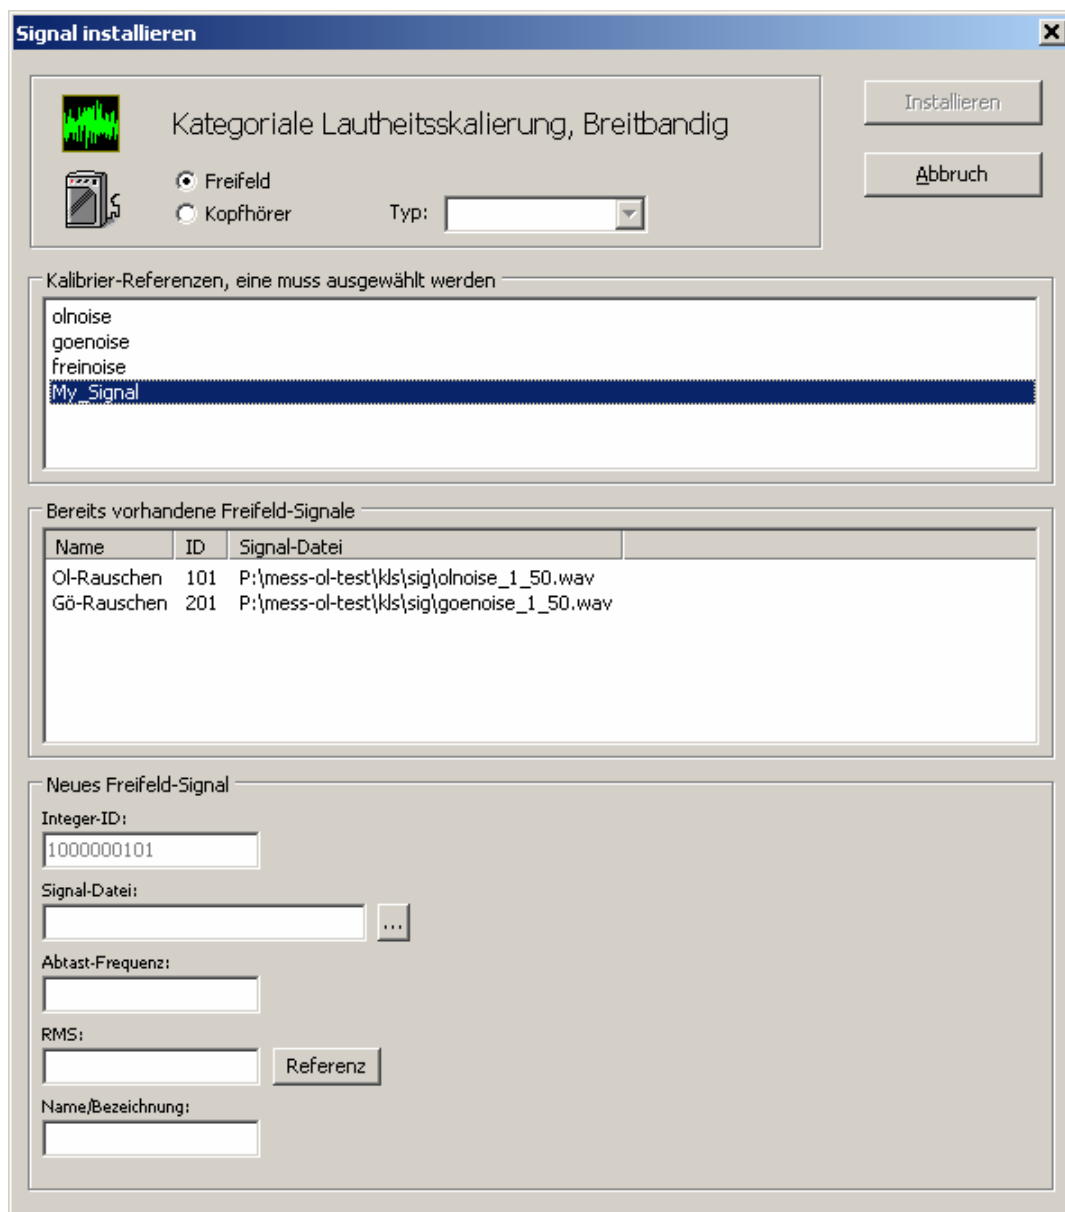 Signal installieren
Kategoriale Lautheitsskalierung, Breitbandig
Installieren
Abbruch
Freifeld
Kopfhörer
Typ:
Kalibrier-Referenzen, eine muss ausgewählt werden
olnoise
goenoise
freinoise
My_Signal
Bereits vorhandene Freifeld-Signale
Name ID Signal-Datei
Ol-Rauschen 101 P:\mess-ol-test\kls\sig\olnoise_1_50.wav
Gö-Rauschen 201 P:\mess-ol-test\kls\sig\goenoise_1_50.wav
Neues Freifeld-Signal
Integer-ID:
1000000101
Signal-Datei:
...
Abtast-Frequenz:
RMS:
Referenz
Name/Bezeichnung: